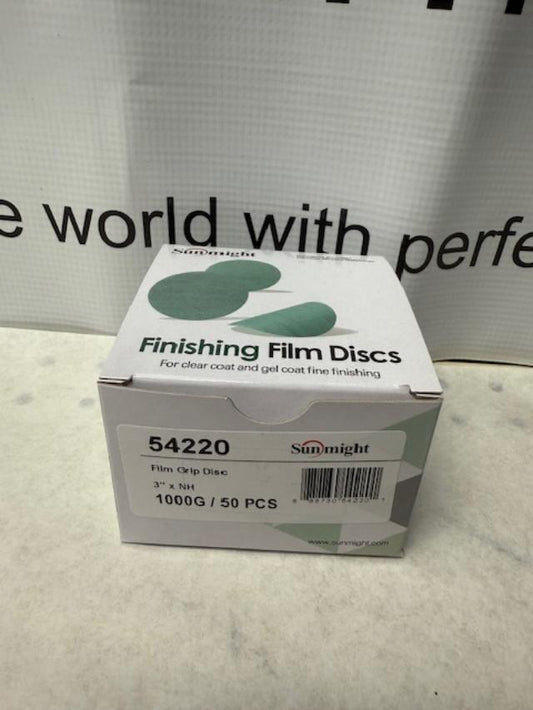 e world with perfe
Sunmight
Finishing Film Discs
For clear coat and gel coat fine finishing
54220
Sunmight
Film Grip Disc
3" x NH
1000G / 50 PCS
www.sunmight.com